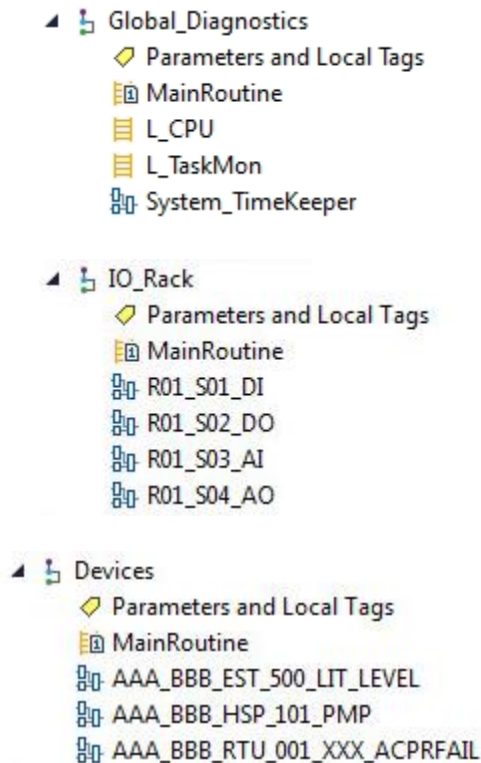 Global_Diagnostics
Parameters and Local Tags
MainRoutine
L_CPU
L_TaskMon
System_TimeKeeper
IO_Rack
Parameters and Local Tags
MainRoutine
R01_S01_DI
R01_S02_DO
R01_S03_AI
R01_S04_AO
Devices
Parameters and Local Tags
MainRoutine
AAA_BBB_EST_500_LIT_LEVEL
AAA_BBB_HSP_101_PMP
AAA_BBB_RTU_001_XXX_ACPRFAIL